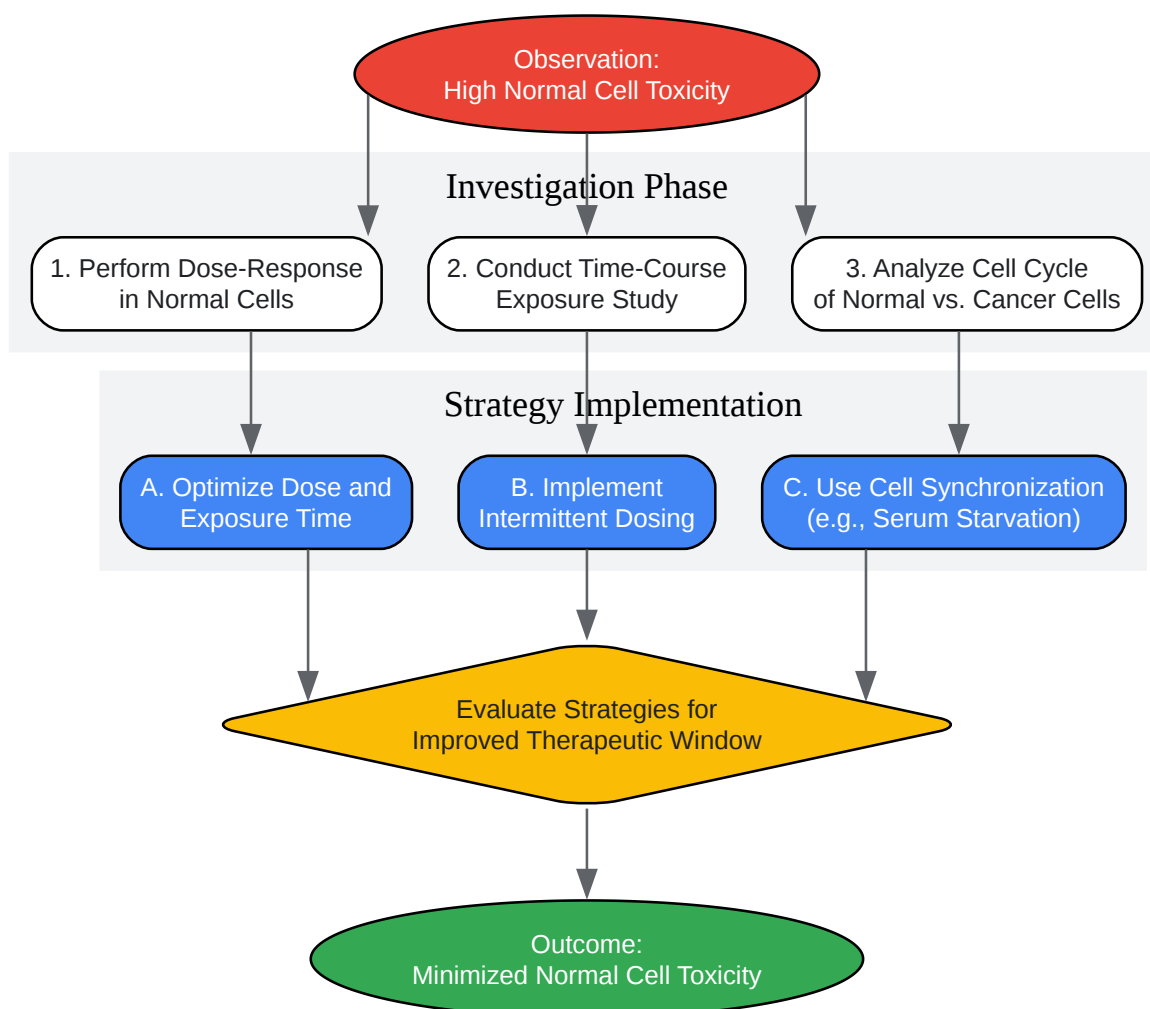 Observation:
High Normal Cell Toxicity
Investigation Phase
1. Perform Dose-Response
in Normal Cells
2. Conduct Time-Course
Exposure Study
3. Analyze Cell Cycle
of Normal vs. Cancer Cells
Strategy Implementation
A. Optimize Dose and
Exposure Time
B. Implement
Intermittent Dosing
C. Use Cell Synchronization
(e.g., Serum Starvation)
Evaluate Strategies for
Improved Therapeutic Window
Outcome:
Minimized Normal Cell Toxicity